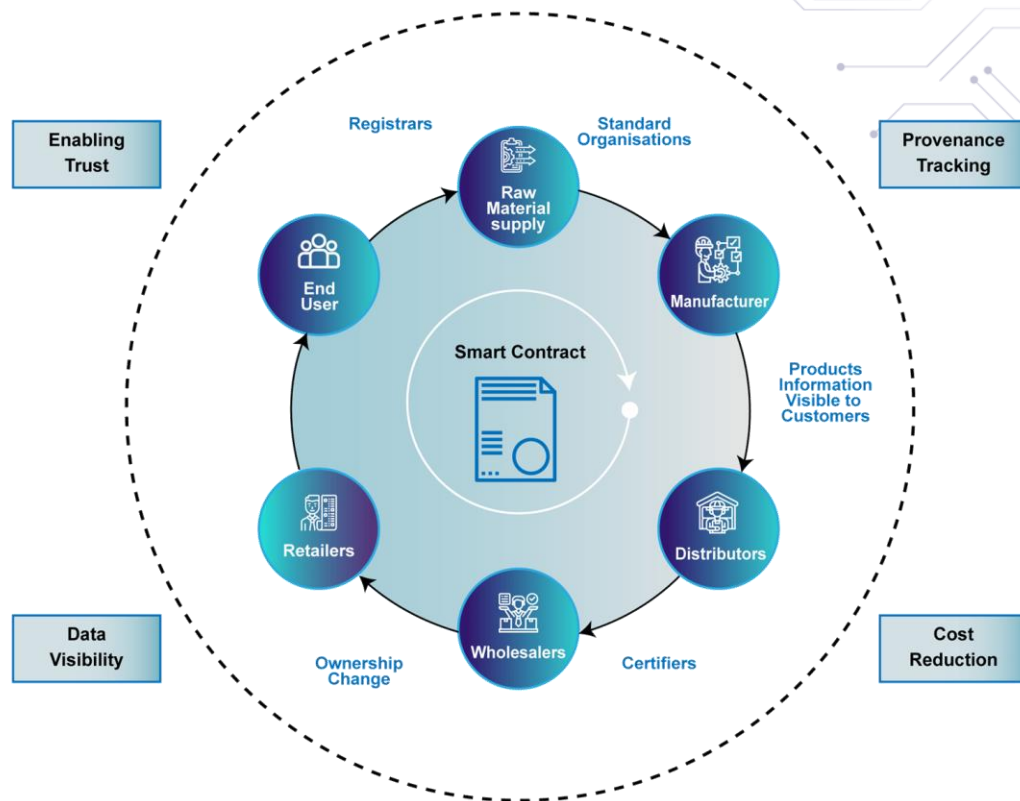 Enabling
Trust
Registrars
Standard
Organisations
Provenance
Tracking
Raw
Material
supply
End
User
Manufacturer
Smart Contract
Products
Information
Visible to
Customers
Retailers
Distributors
Wholesalers
Data
Visibility
Ownership
Change
Certifiers
Cost
Reduction